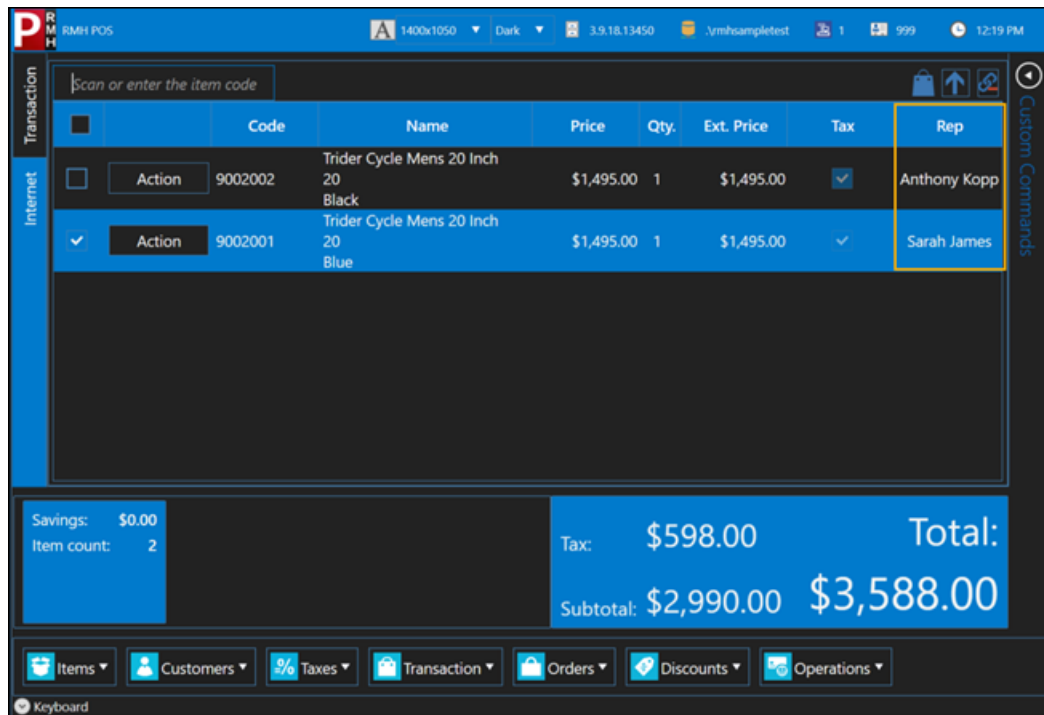 P RMH RMH POS A 1400x1050 Dark 3.9.18.13450 .\rmhsampletest 1 999 12:19 PM
Transaction
Internet
Scan or enter the item code
Custom Commands
Code Name Price Qty. Ext. Price Tax Rep
Trider Cycle Mens 20 Inch
Action 9002002 20 $1,495.00 1 $1,495.00 Anthony Kopp
Black
Trider Cycle Mens 20 Inch
Action 9002001 20 $1,495.00 1 $1,495.00 Sarah James
Blue
Savings: $0.00
Item count: 2
Tax: $598.00 Total:
Subtotal: $2,990.00 $3,588.00
Items Customers Taxes Transaction Orders Discounts Operations
Keyboard